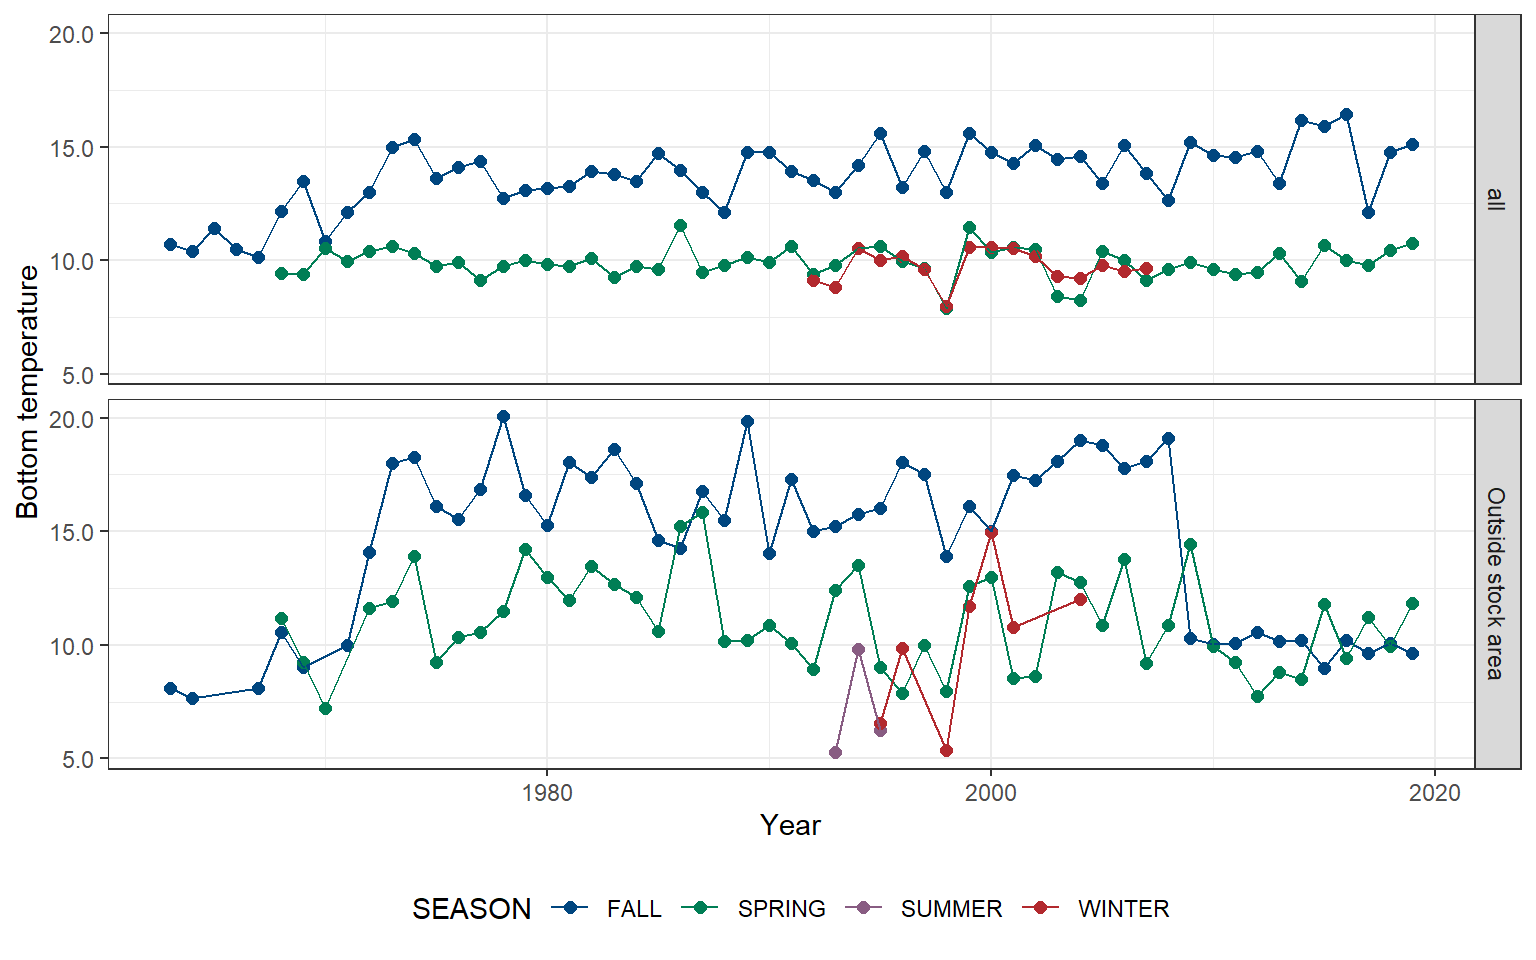 20.0
15.0
10.0
5.0
all
20.0
15.0
10.0
5.0
Outside stock area
Bottom temperature
1980 2000 2020
Year
SEASON FALL SPRING SUMMER WINTER